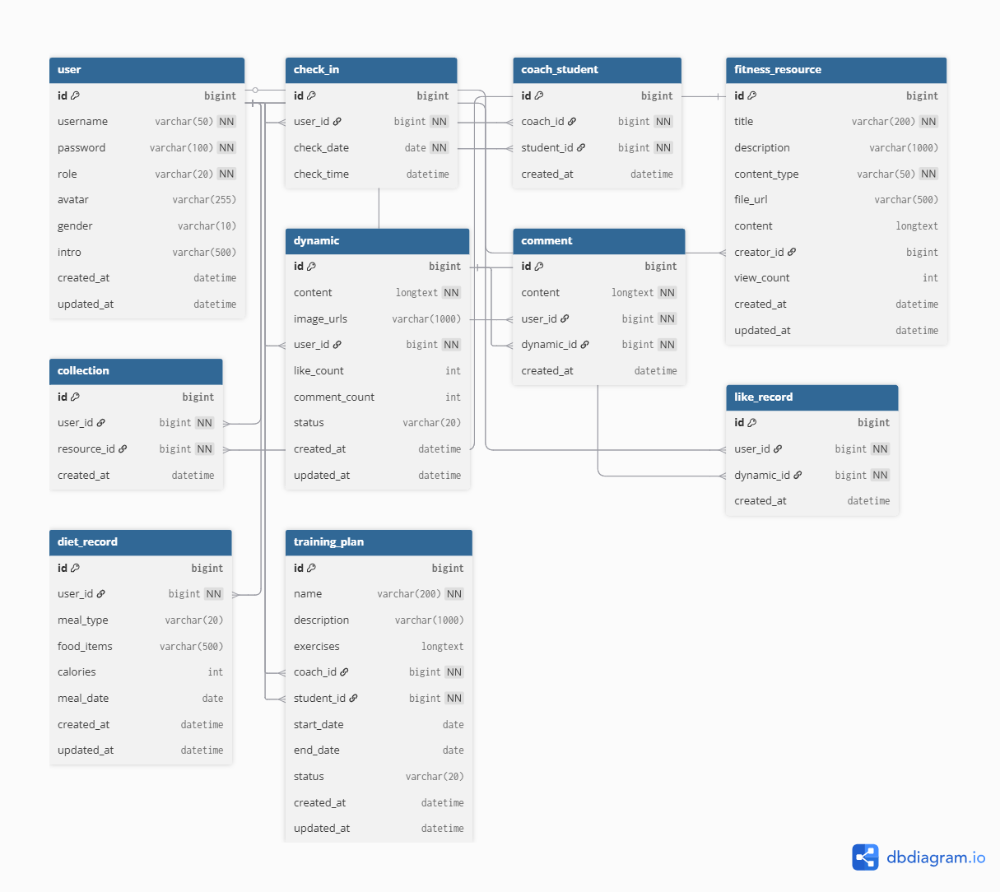 user
id bigint
username varchar(50) NN
password varchar(100) NN
role varchar(20) NN
avatar varchar(255)
gender varchar(10)
intro varchar(500)
created_at datetime
updated_at datetime
check_in
id bigint
user_id bigint NN
check_date date NN
check_time datetime
coach_student
id bigint
coach_id bigint NN
student_id bigint NN
created_at datetime
fitness_resource
id bigint
title varchar(200) NN
description varchar(1000)
content_type varchar(50) NN
file_url varchar(500)
content longtext
creator_id bigint
view_count int
created_at datetime
updated_at datetime
dynamic
id bigint
content longtext NN
image_urls varchar(1000)
user_id bigint NN
like_count int
comment_count int
status varchar(20)
created_at datetime
updated_at datetime
comment
id bigint
content longtext NN
user_id bigint NN
dynamic_id bigint NN
created_at datetime
collection
id bigint
user_id bigint NN
resource_id bigint NN
created_at datetime
like_record
id bigint
user_id bigint NN
dynamic_id bigint NN
created_at datetime
diet_record
id bigint
user_id bigint NN
meal_type varchar(20)
food_items varchar(500)
calories int
meal_date date
created_at datetime
updated_at datetime
training_plan
id bigint
name varchar(200) NN
description varchar(1000)
exercises longtext
coach_id bigint NN
student_id bigint NN
start_date date
end_date date
status varchar(20)
created_at datetime
updated_at datetime
dbdiagram.io